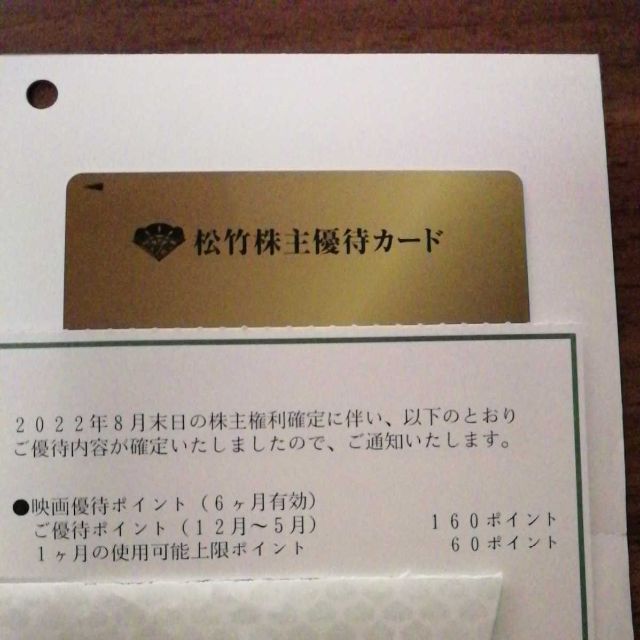 松竹株主優待カード
2022年8月末日の株主権利確定に伴い、以下のとおり
ご優待内容が確定いたしましたので、ご通知いたします。
●映画優待ポイント（6ヶ月有効）
ご優待ポイント（12月〜5月） 160ポイント
1ヶ月の使用可能上限ポイント 60ポイント